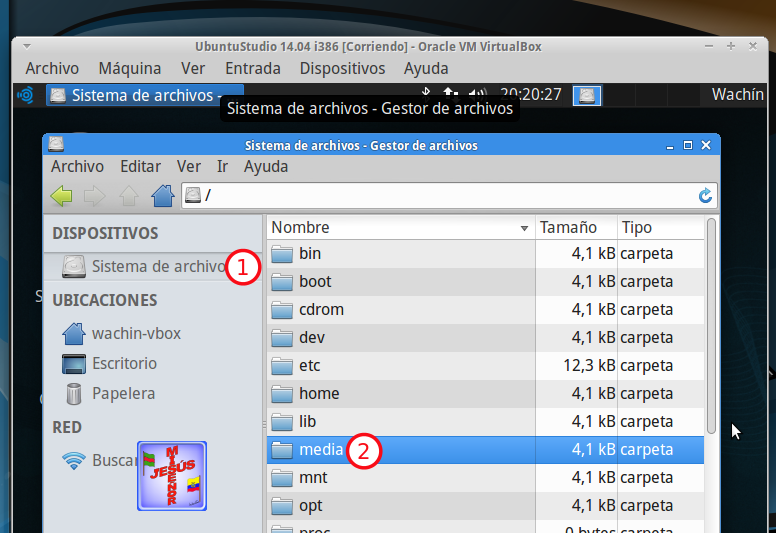 UbuntuStudio 14.04 i386 [Corriendo] - Oracle VM VirtualBox
Archivo Máquina Ver Entrada Dispositivos Ayuda
Sistema de archivos - 20:20:27 Wachín
Sistema de archivos - Gestor de archivos
Sistema de archivos - Gestor de archivos
Archivo Editar Ver Ir Ayuda
/
DISPOSITIVOS
Sistema de archivo 1
UBICACIONES
wachin-vbox
Escritorio
Papelera
RED
Buscar
MI SEÑOR
JESÚS
Nombre Tamaño Tipo
bin 4,1 kB carpeta
boot 4,1 kB carpeta
cdrom 4,1 kB carpeta
dev 4,1 kB carpeta
etc 12,3 kB carpeta
home 4,1 kB carpeta
lib 4,1 kB carpeta
media 2 4,1 kB carpeta
mnt 4,1 kB carpeta
opt 4,1 kB carpeta
proc 0 bytes carpeta